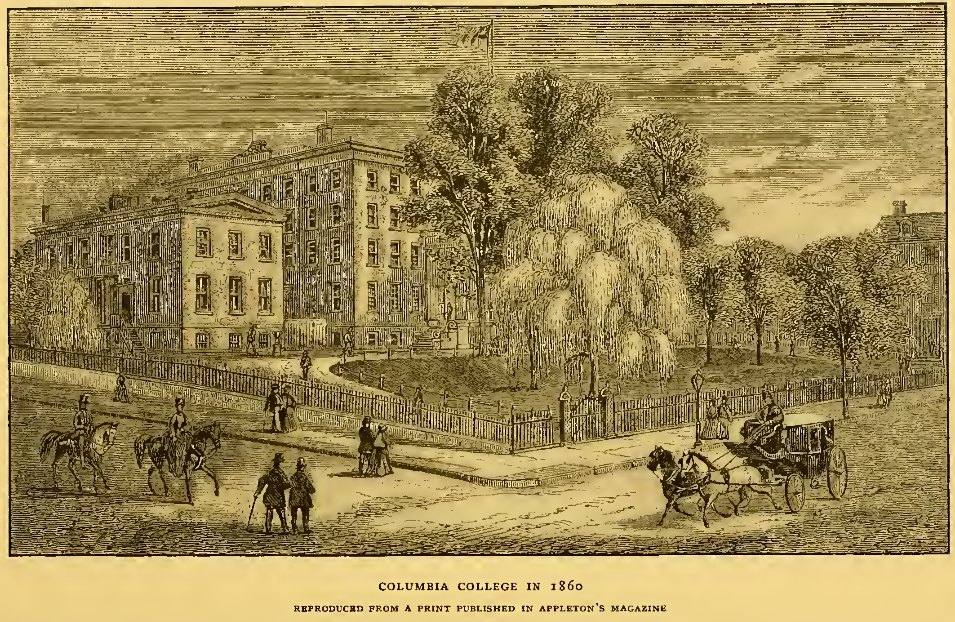 COLUMBIA COLLEGE IN 1860
REPRODUCED FROM A PRINT PUBLISHED IN APPLETON'S MAGAZINE